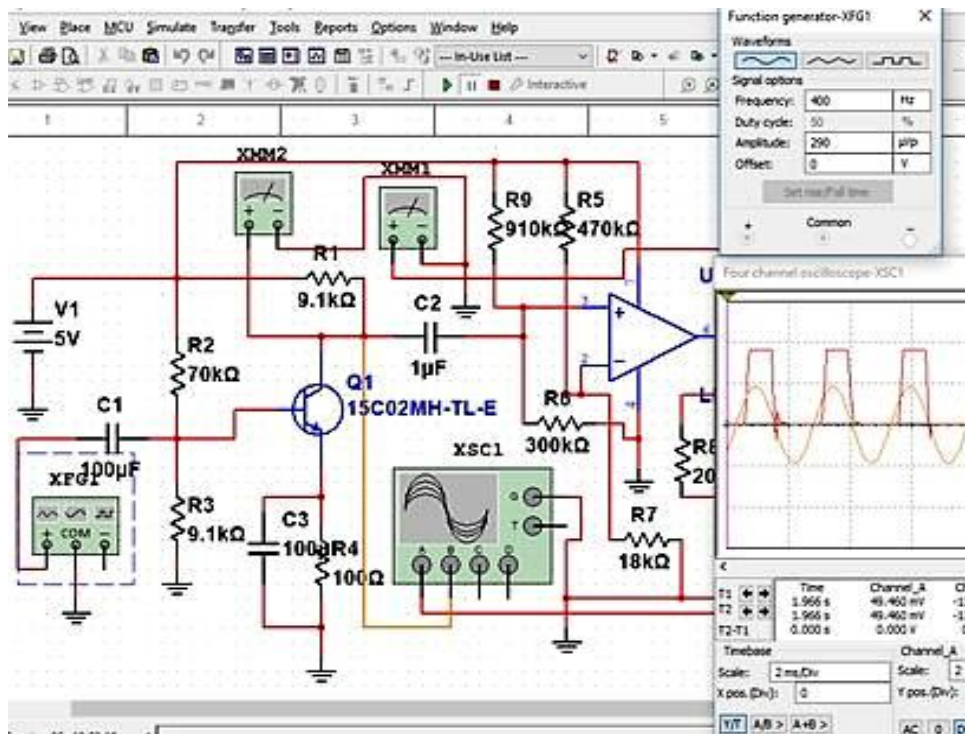 View Place MCU Simulate Transfer Tools Reports Options Window Help
--- In-Use List ---
Interactive
1 2 3 4 5
Function generator-XFG1
Waveforms
Signal options
Frequency: 400 Hz
Duty cycle: 50 %
Amplitude: 290 µVp
Offset: 0 V
Set rise/Fall time
+ Common -
XMM2
XMM1
R1
9.1kΩ
R9
910kΩ
R5
470kΩ
V1
5V
R2
70kΩ
C2
1µF
U
Q1
15C02MH-TL-E
C1
100µF
R6
300kΩ
XFG1
COM
R3
9.1kΩ
C3
R4
100Ω
XSC1
G
T
A B C D
R7
18kΩ
R8
20
Four channel oscilloscope-XSC1
Time Channel_A
T1 1.966 s 49.460 mV
T2 1.966 s 49.460 mV
T2-T1 0.000 s 0.000 V
Timebase
Scale: 2 ms/Div
X pos.(Div): 0
Y/T A/B > A+B >
Channel_A
Scale: 2
Y pos.(Div):
AC 0 D